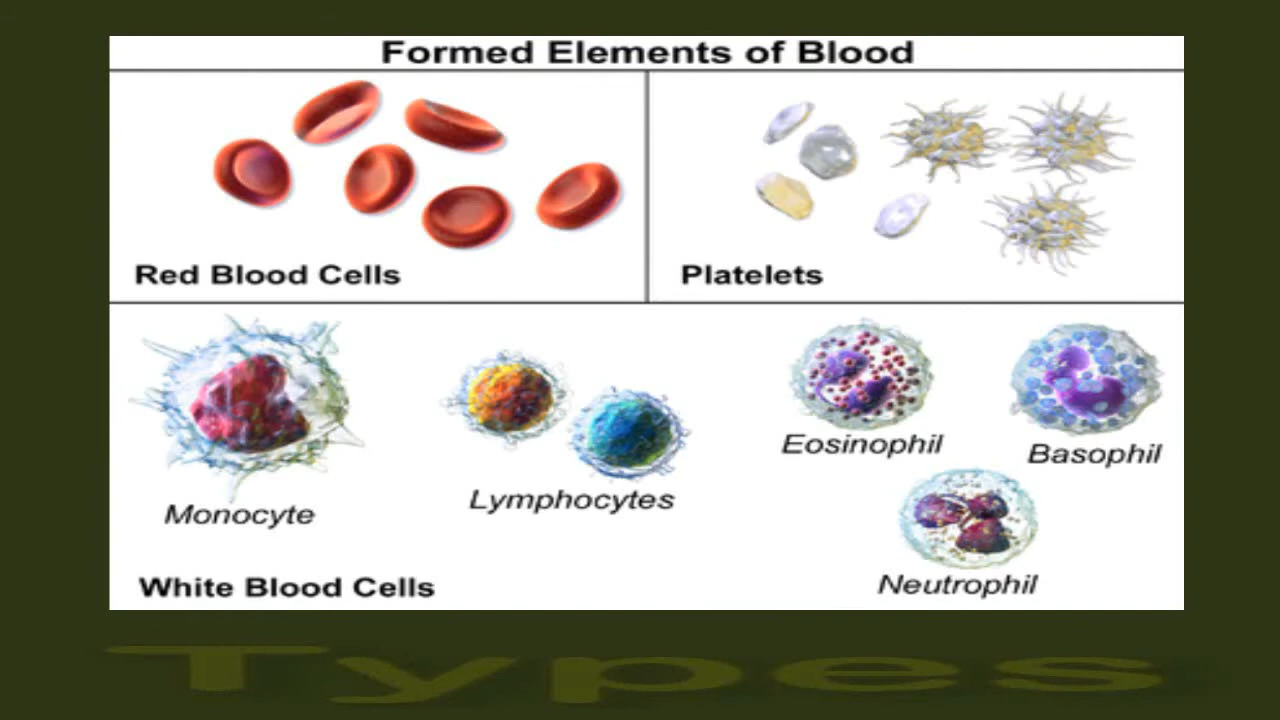 Formed Elements of Blood
Red Blood Cells
Platelets
Monocyte
Lymphocytes
Eosinophil
Basophil
Neutrophil
White Blood Cells
Types